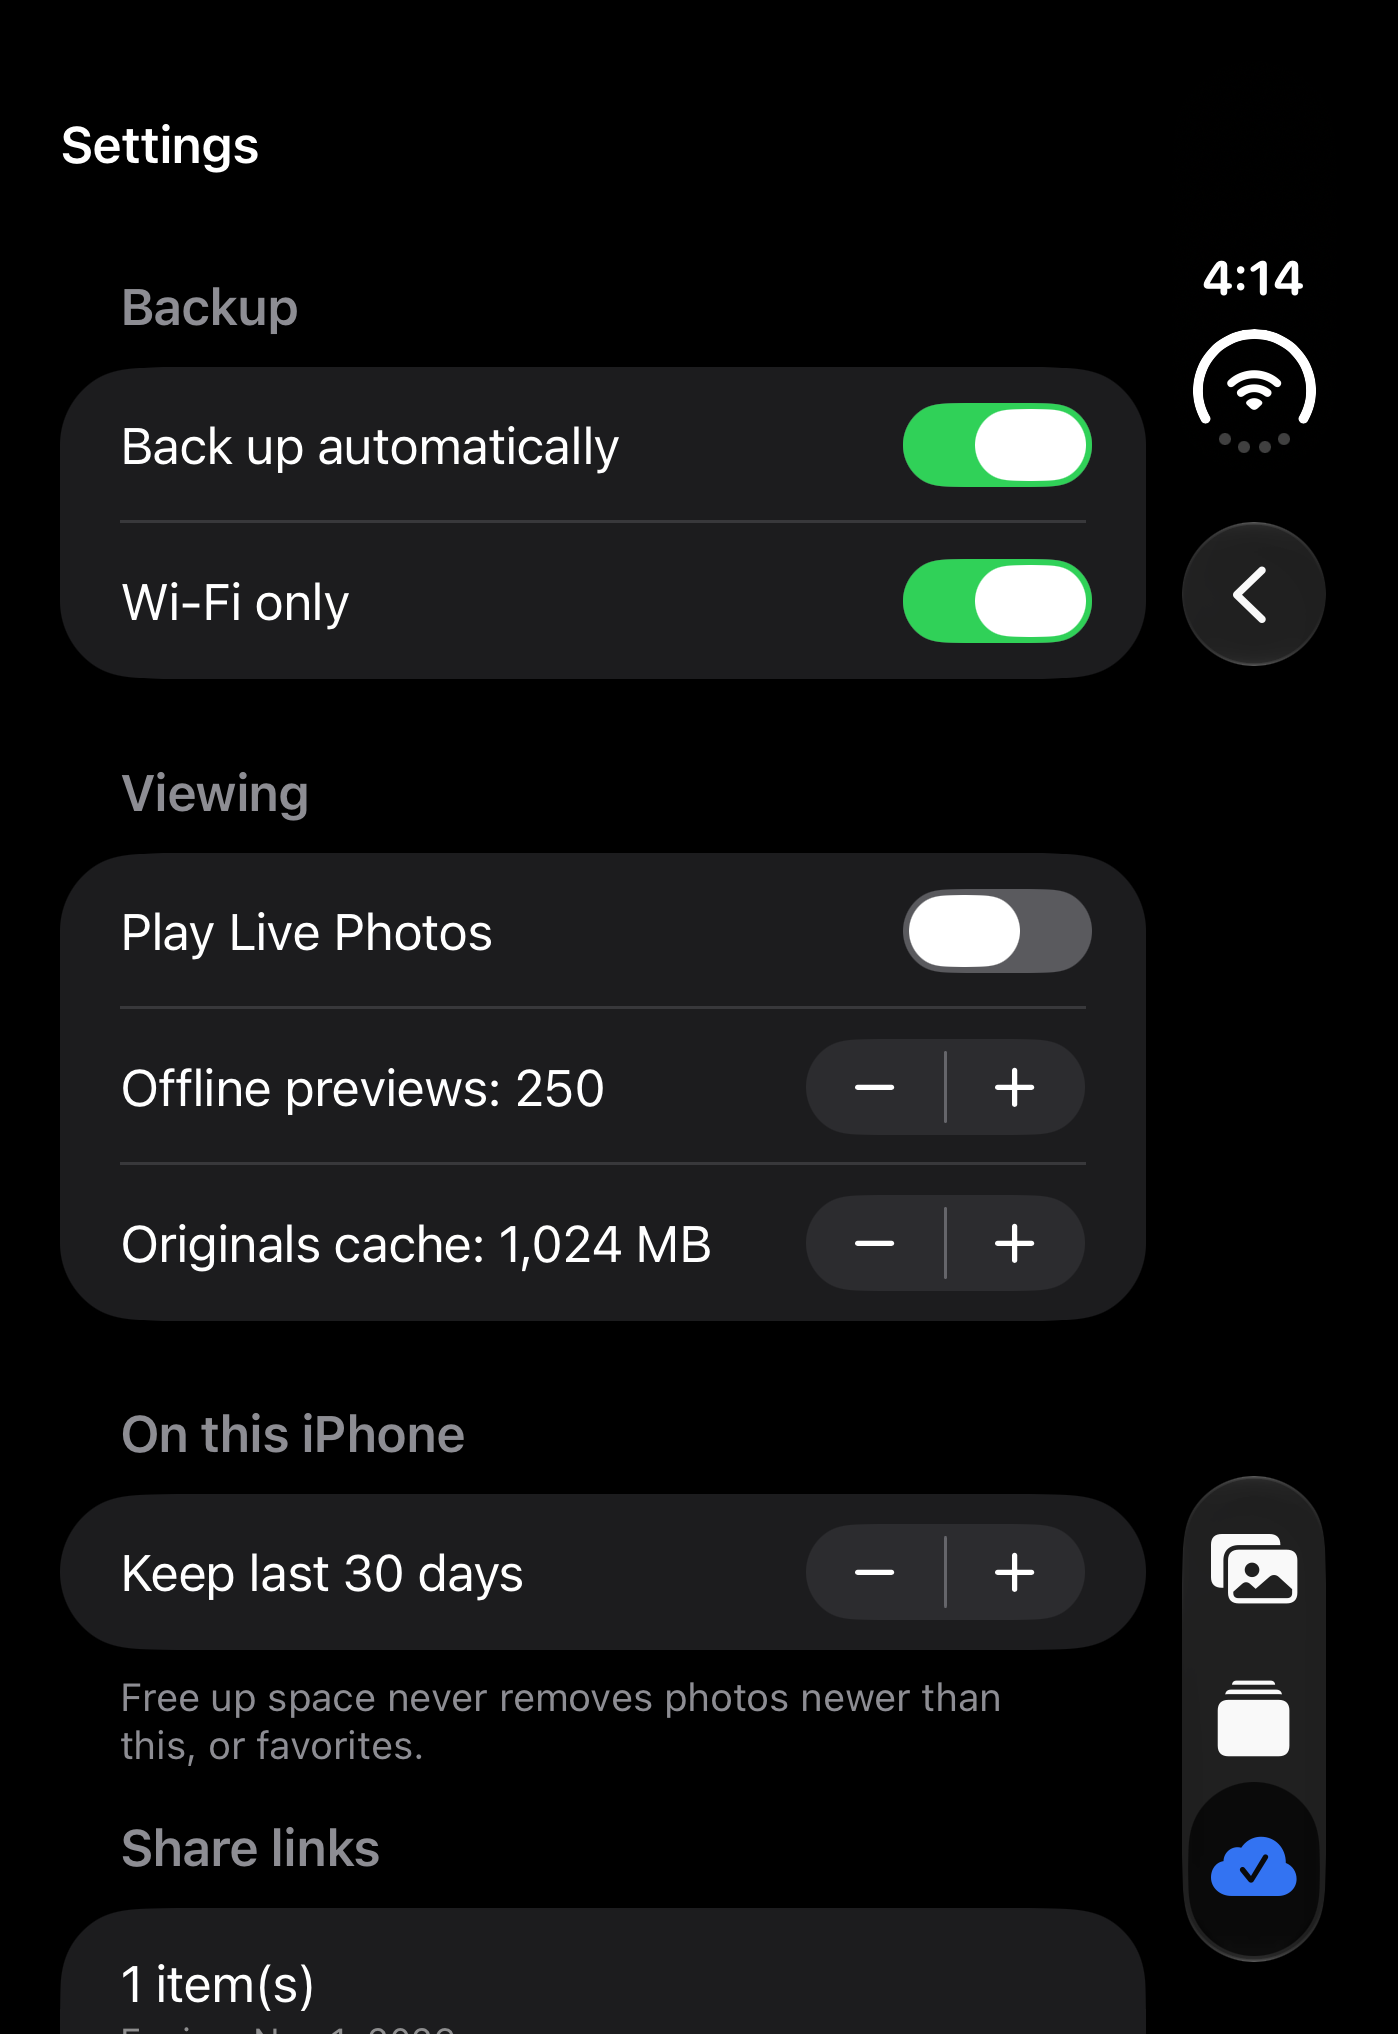 Settings
4:14
Backup
Back up automatically
Wi-Fi only
Viewing
Play Live Photos
Offline previews: 250
Originals cache: 1,024 MB
On this iPhone
Keep last 30 days
Free up space never removes photos newer than
this, or favorites.
Share links
1 item(s)